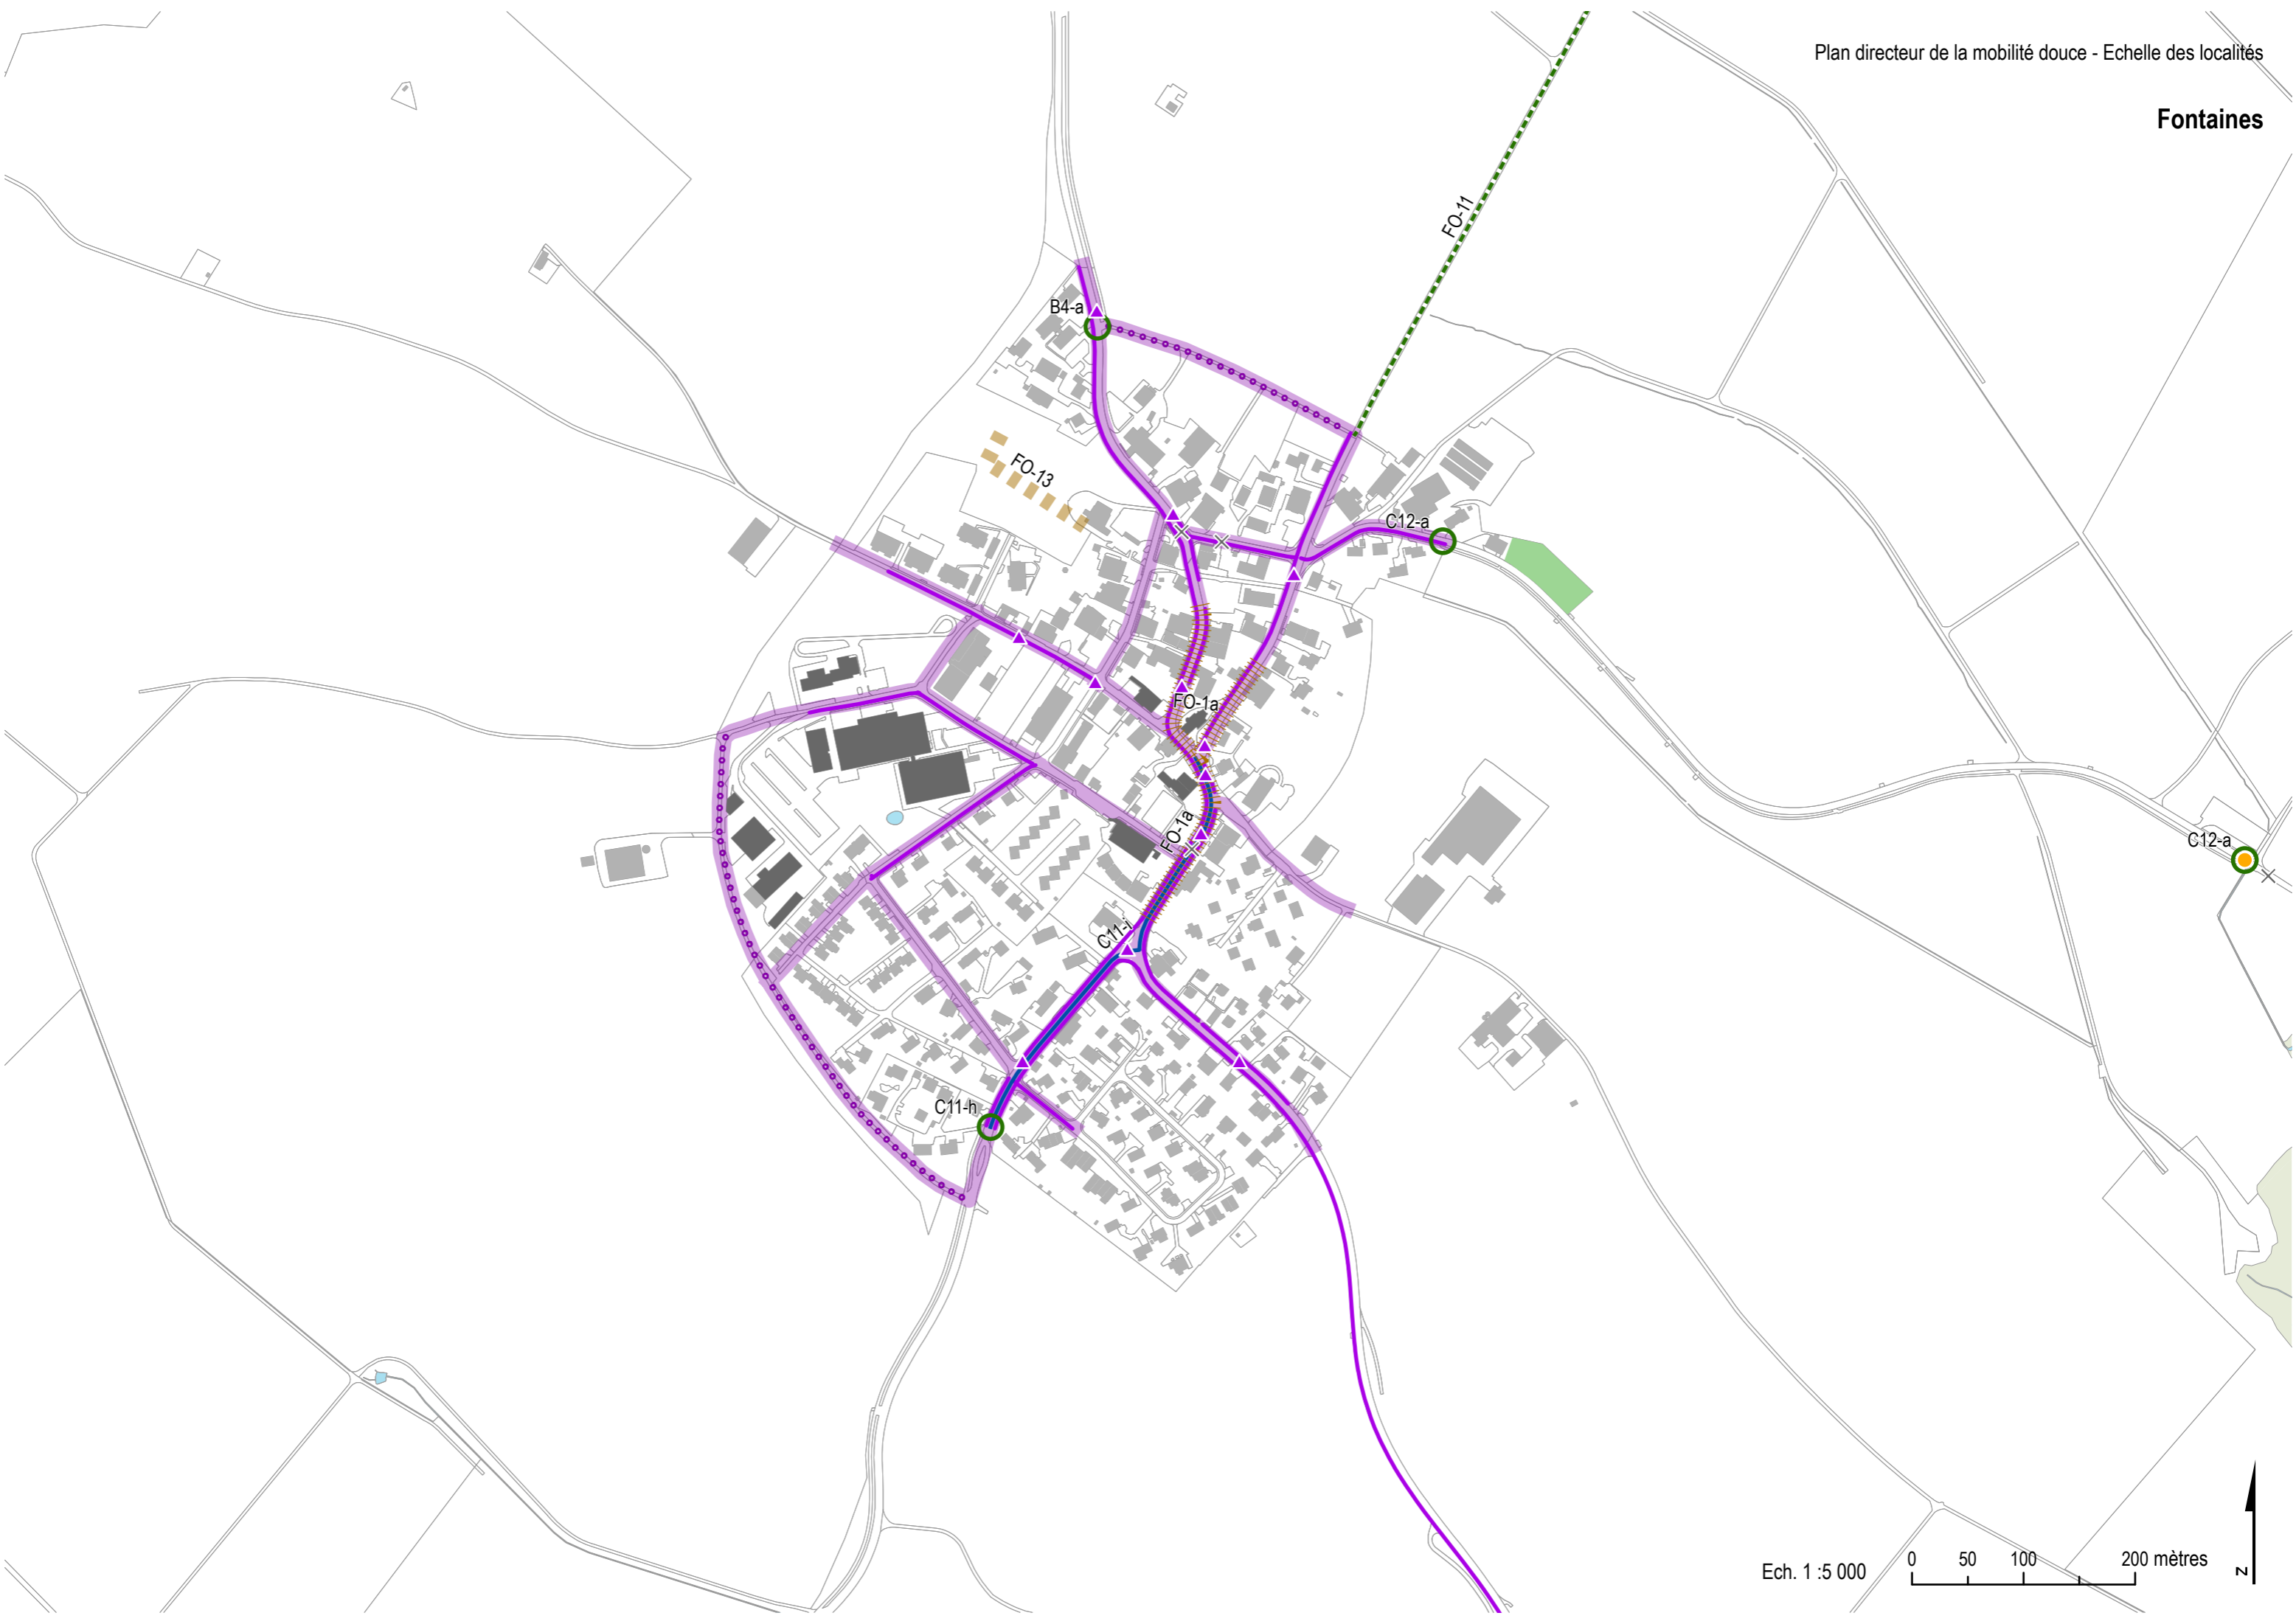 Plan directeur de la mobilité douce - Echelle des localités
Fontaines
FO-11
B4-a
FO-13
C12-a
FO-1a
FO-1a
C12-a
C11-i
C11-h
Ech. 1 :5 000
0 50 100 200 mètres
N